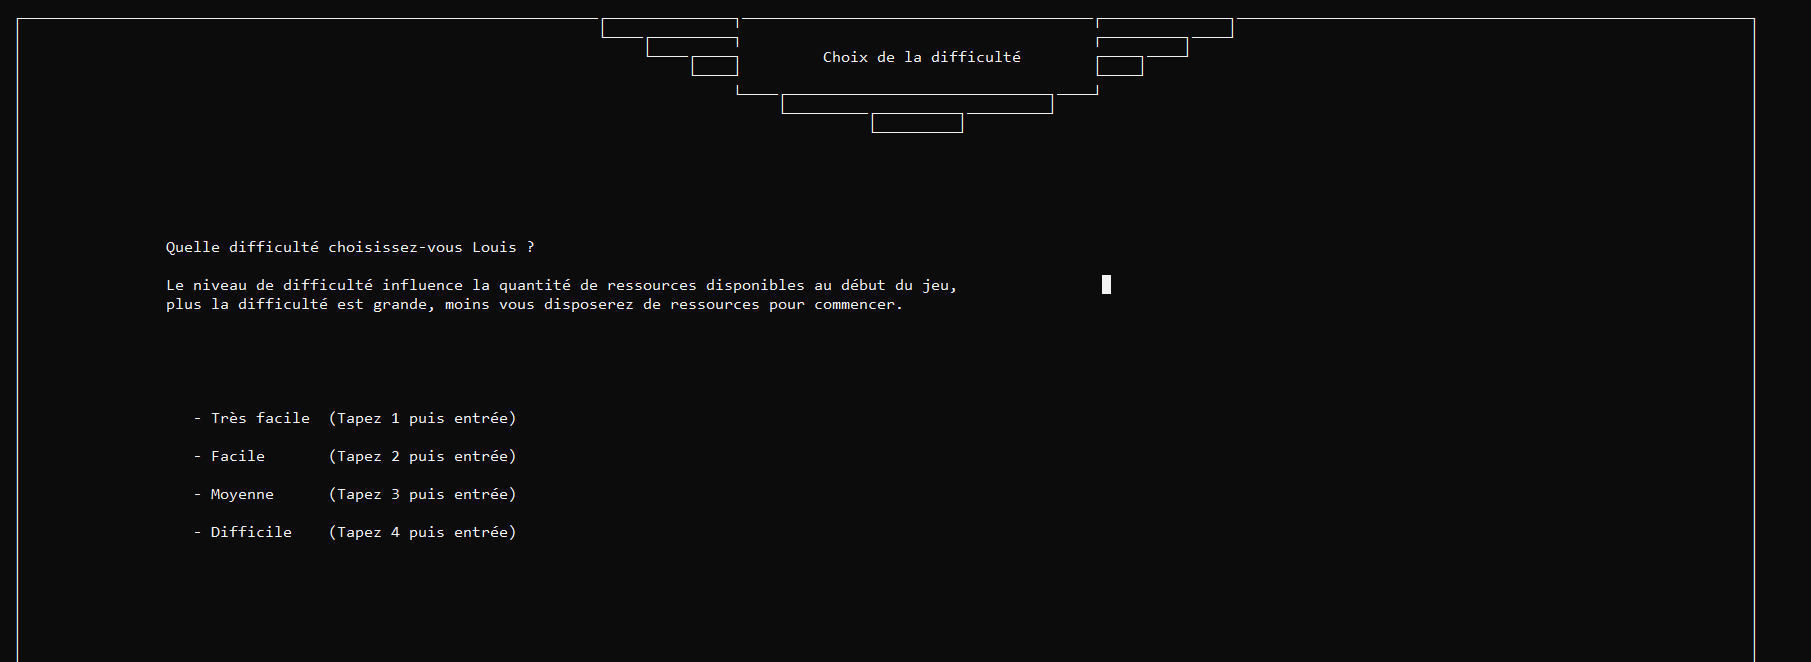 Choix de la difficulté
Quelle difficulté choisissez-vous Louis ?
Le niveau de difficulté influence la quantité de ressources disponibles au début du jeu,
plus la difficulté est grande, moins vous disposerez de ressources pour commencer.
- Très facile (Tapez 1 puis entrée)
- Facile (Tapez 2 puis entrée)
- Moyenne (Tapez 3 puis entrée)
- Difficile (Tapez 4 puis entrée)